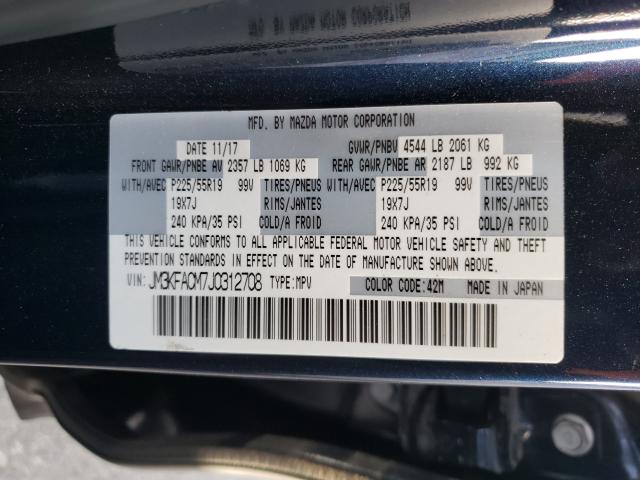 MFG. BY MAZDA MOTOR CORPORATION
DATE 11/17 GVWR/PNBV 4544 LB 2061 KG
FRONT GAWR/PNBE AV 2357 LB 1069 KG REAR GAWR/PNBE AR 2187 LB 992 KG
WITH/AVEC P225/55R19 99V TIRES/PNEUS WITH/AVEC P225/55R19 99V TIRES/PNEUS
19X7J RIMS/JANTES 19X7J RIMS/JANTES
240 KPA/35 PSI COLD/A FROID 240 KPA/35 PSI COLD/A FROID
THIS VEHICLE CONFORMS TO ALL APPLICABLE FEDERAL MOTOR VEHICLE SAFETY AND THEFT
PREVENTION STANDARDS IN EFFECT ON THE DATE OF MANUFACTURE SHOWN ABOVE.
VIN: JM3KFACM7J0312708 TYPE:MPV COLOR CODE:42M MADE IN JAPAN